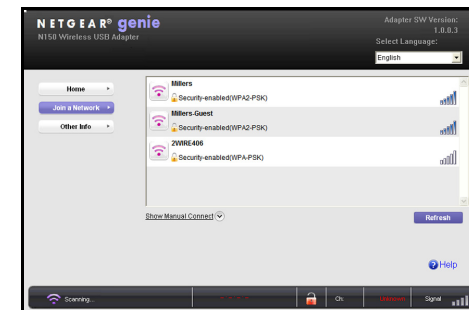 NETGEAR® genie
N150 Wireless USB Adapter
Adapter SW Version:
1.0.0.3
Select Language:
English
Home
Join a Network
Other Info
Millers
Security-enabled(WPA2-PSK)
Millers-Guest
Security-enabled(WPA2-PSK)
2WIRE406
Security-enabled(WPA-PSK)
Show Manual Connect
Refresh
Help
Scanning...
Ch:
Signal